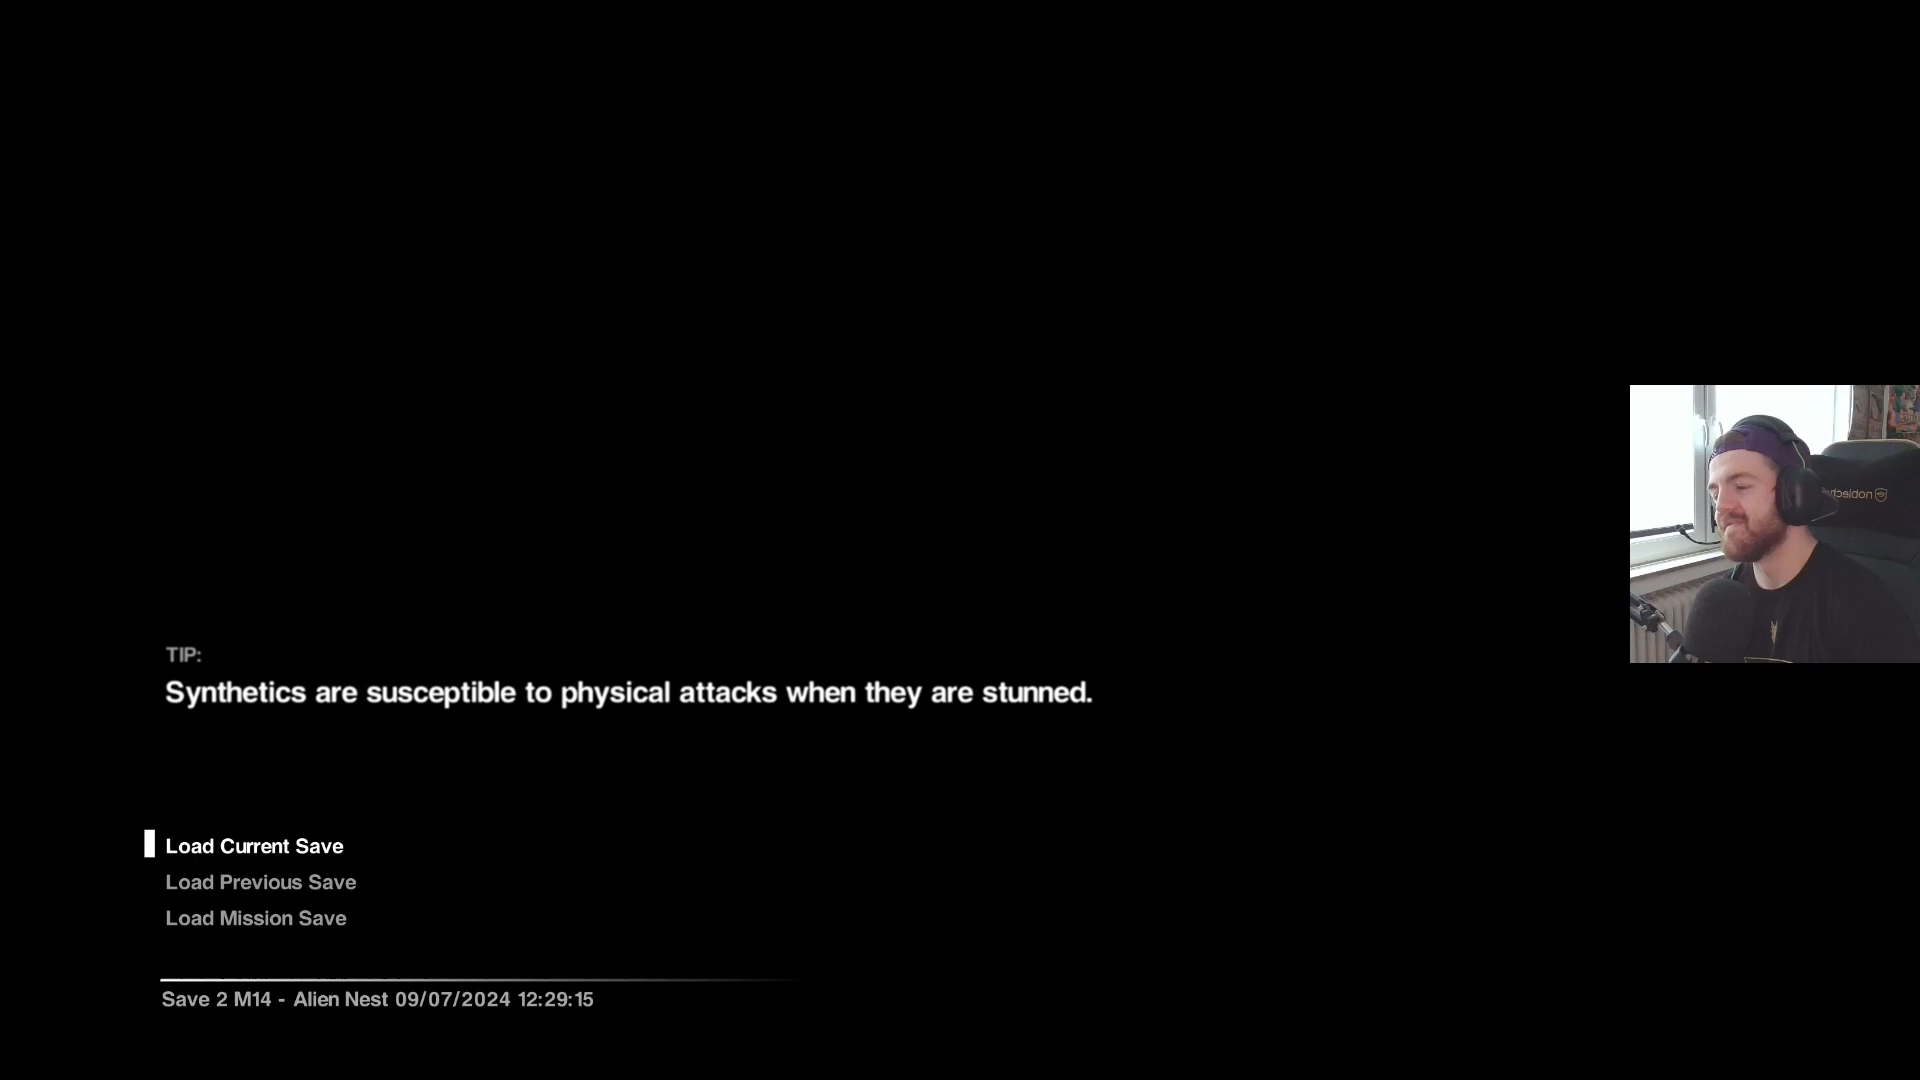 TIP:
Synthetics are susceptible to physical attacks when they are stunned.
Load Current Save
Load Previous Save
Load Mission Save
Save 2 M14 - Alien Nest 09/07/2024 12:29:15